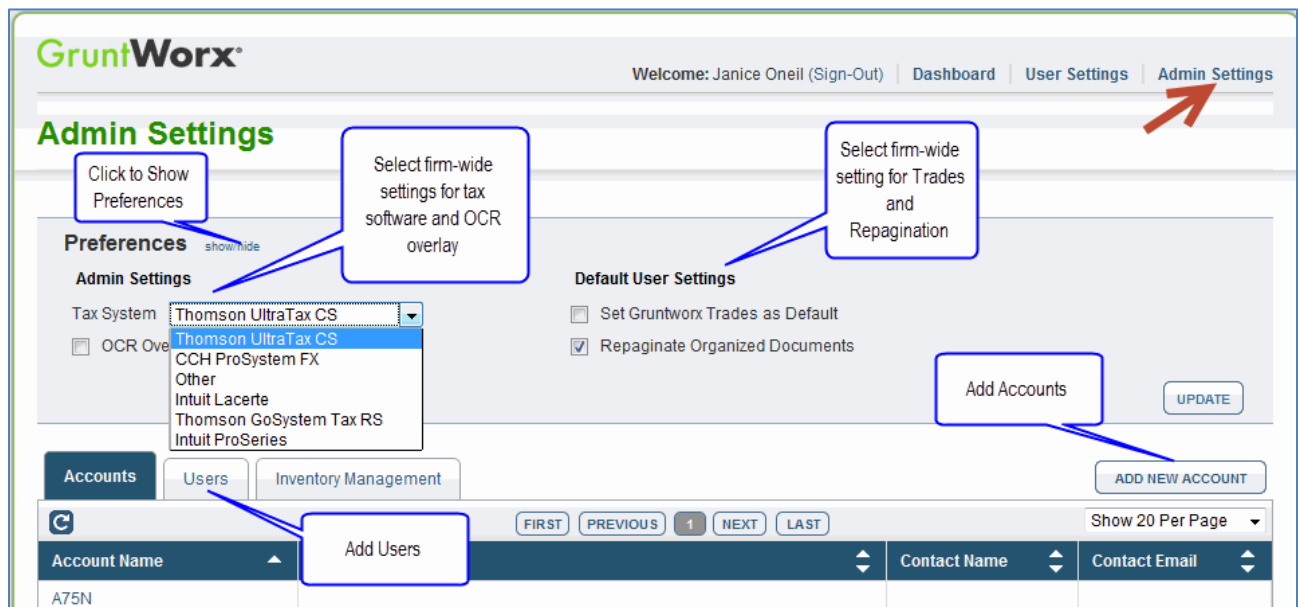 GruntWorx
Welcome: Janice Oneil (Sign-Out) | Dashboard | User Settings | Admin Settings
Admin Settings
Click to Show
Preferences
Select firm-wide
settings for tax
software and OCR
overlay
Select firm-wide
setting for Trades
and
Repagination
Preferences show/hide
Admin Settings
Default User Settings
Tax System Thomson UltraTax CS
Set Gruntworx Trades as Default
Thomson UltraTax CS
OCR Ove
Repaginate Organized Documents
CCH ProSystem FX
Other
Intuit Lacerte
Thomson GoSystem Tax RS
Intuit ProSeries
Add Accounts
UPDATE
Accounts Users Inventory Management
ADD NEW ACCOUNT
FIRST PREVIOUS 1 NEXT LAST
Show 20 Per Page
Add Users
Account Name Contact Name Contact Email
A75N